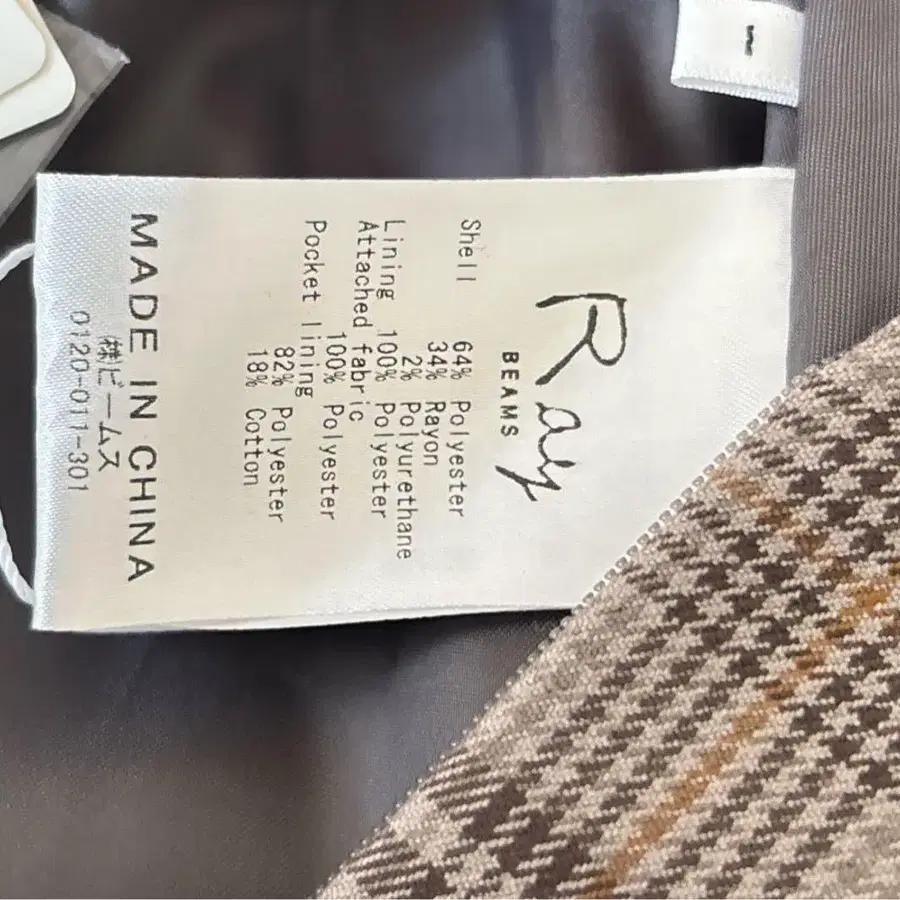 1
Ray
BEAMS
Shell 64% Polyester
34% Rayon
2% Polyurethane
Lining 100% Polyester
Attached fabric
100% Polyester
Pocket lining
82% Polyester
18% Cotton
MADE IN CHINA
㈱ビームス
0120-011-301